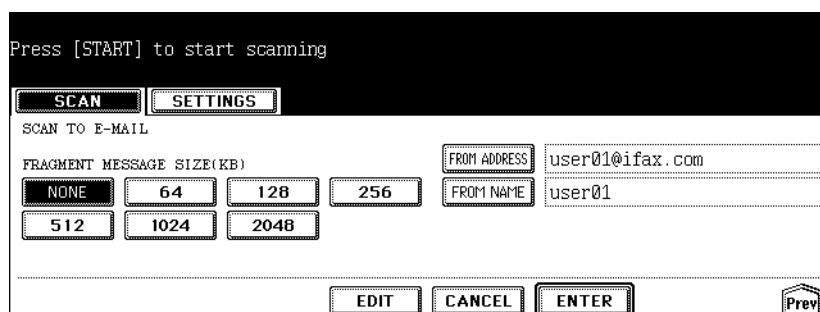 Press [START] to start scanning
SCAN SETTINGS
SCAN TO E-MAIL
FRAGMENT MESSAGE SIZE(KB)
FROM ADDRESS user01@ifax.com
NONE 64 128 256 FROM NAME user01
512 1024 2048
EDIT CANCEL ENTER Prev